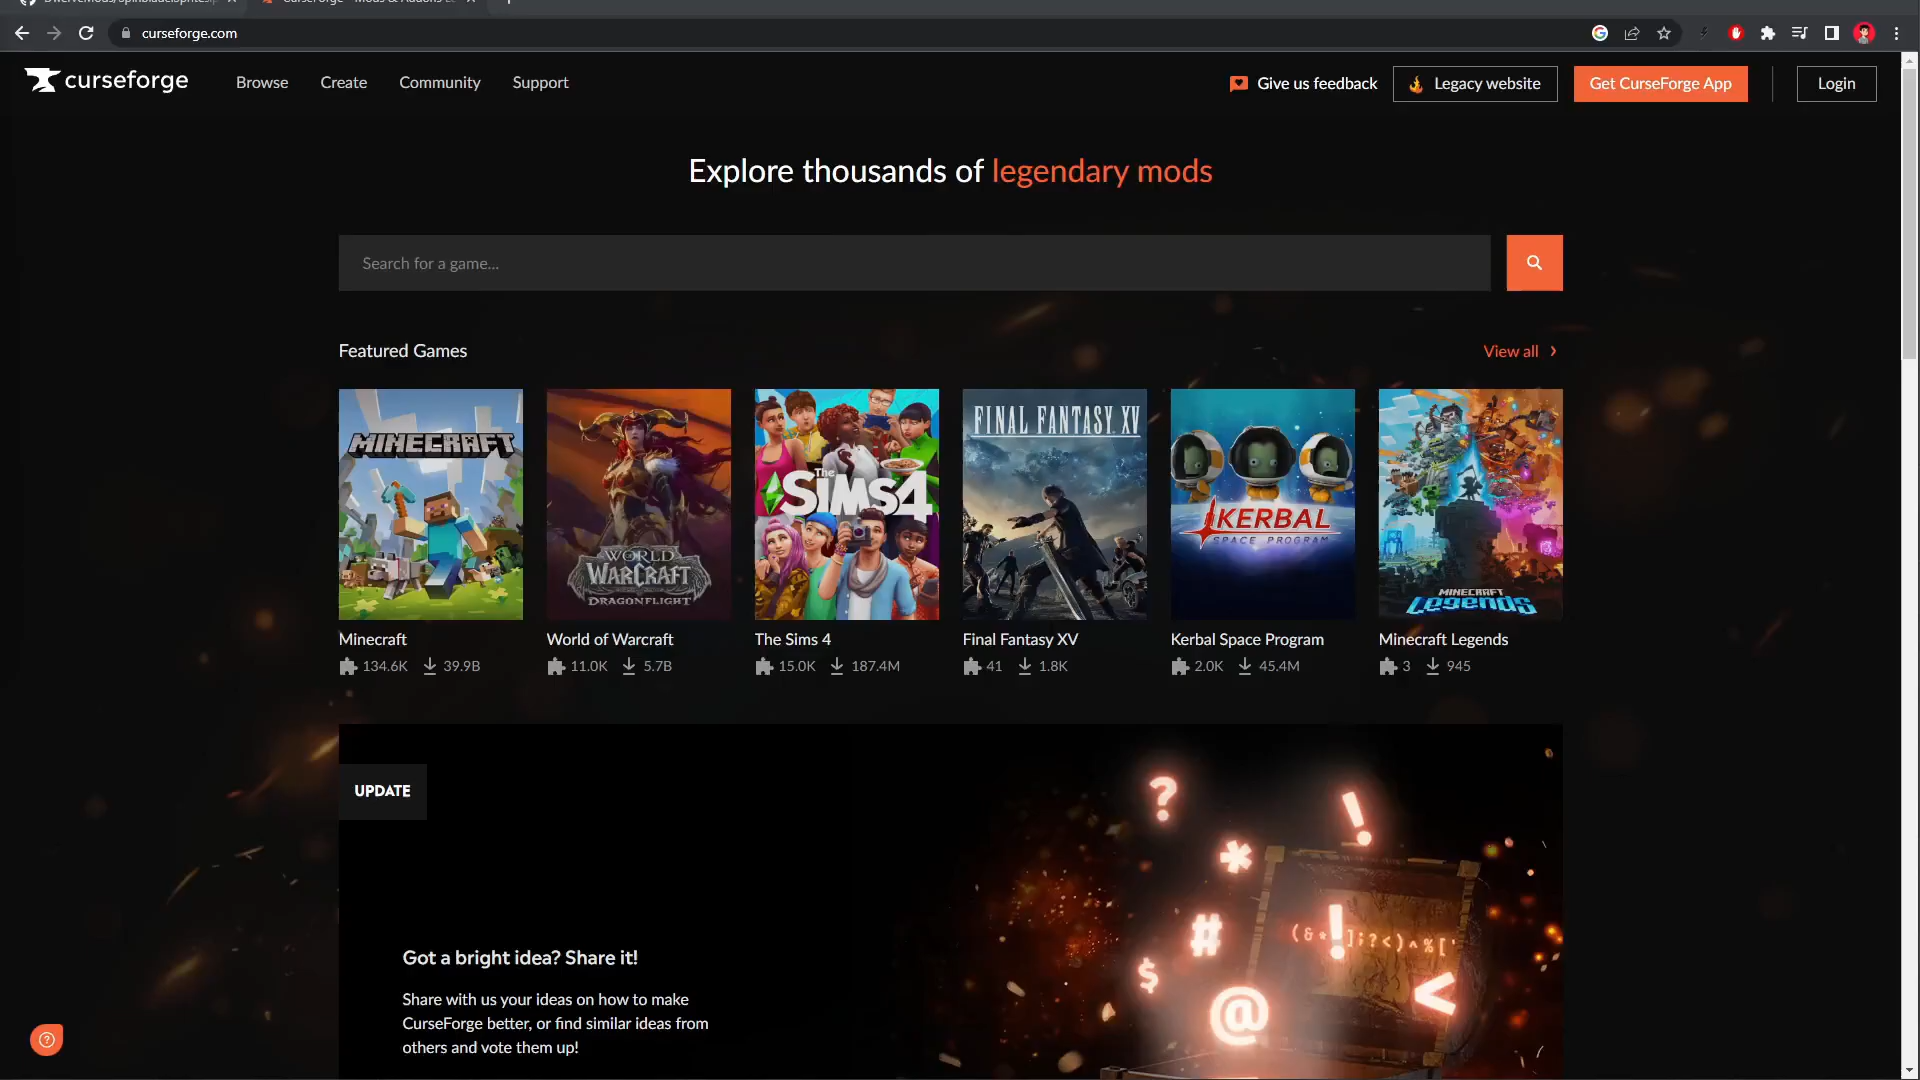 curseforge.com
curseforge
Browse
Create
Community
Support
Give us feedback
Legacy website
Get CurseForge App
Login
Explore thousands of legendary mods
Search for a game...
Featured Games
View all
MINECRAFT
WORLD
WARCRAFT
DRAGONFLIGHT
The
SIMS4
FINAL FANTASY XV
KERBAL
SPACE PROGRAM
MINECRAFT
Legends
Minecraft
World of Warcraft
The Sims 4
Final Fantasy XV
Kerbal Space Program
Minecraft Legends
134.6K 39.9B
11.0K 5.7B
15.0K 187.4M
41 1.8K
2.0K 45.4M
3 945
UPDATE
? ! * # ! $ @ <
Got a bright idea? Share it!
Share with us your ideas on how to make
CurseForge better, or find similar ideas from
others and vote them up!